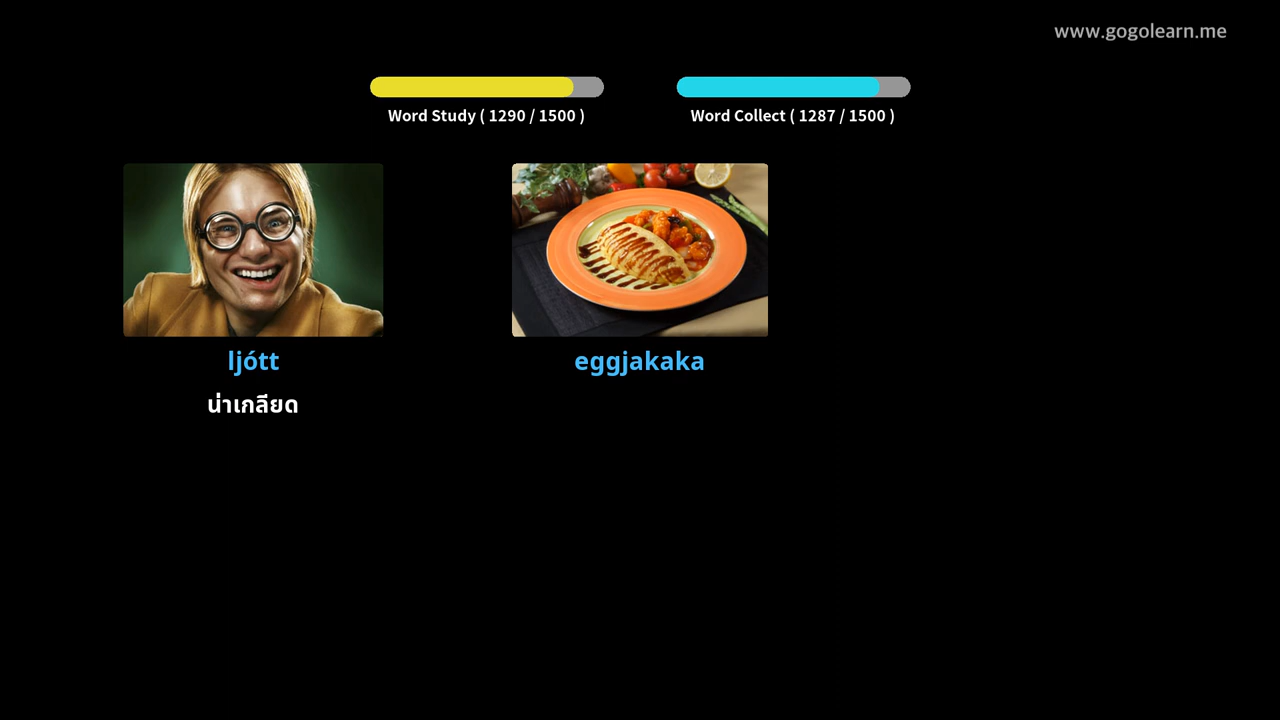 www.gogolearn.me
Word Study ( 1290 / 1500 )
Word Collect ( 1287 / 1500 )
ljótt
eggjakaka
น่าเกลียด